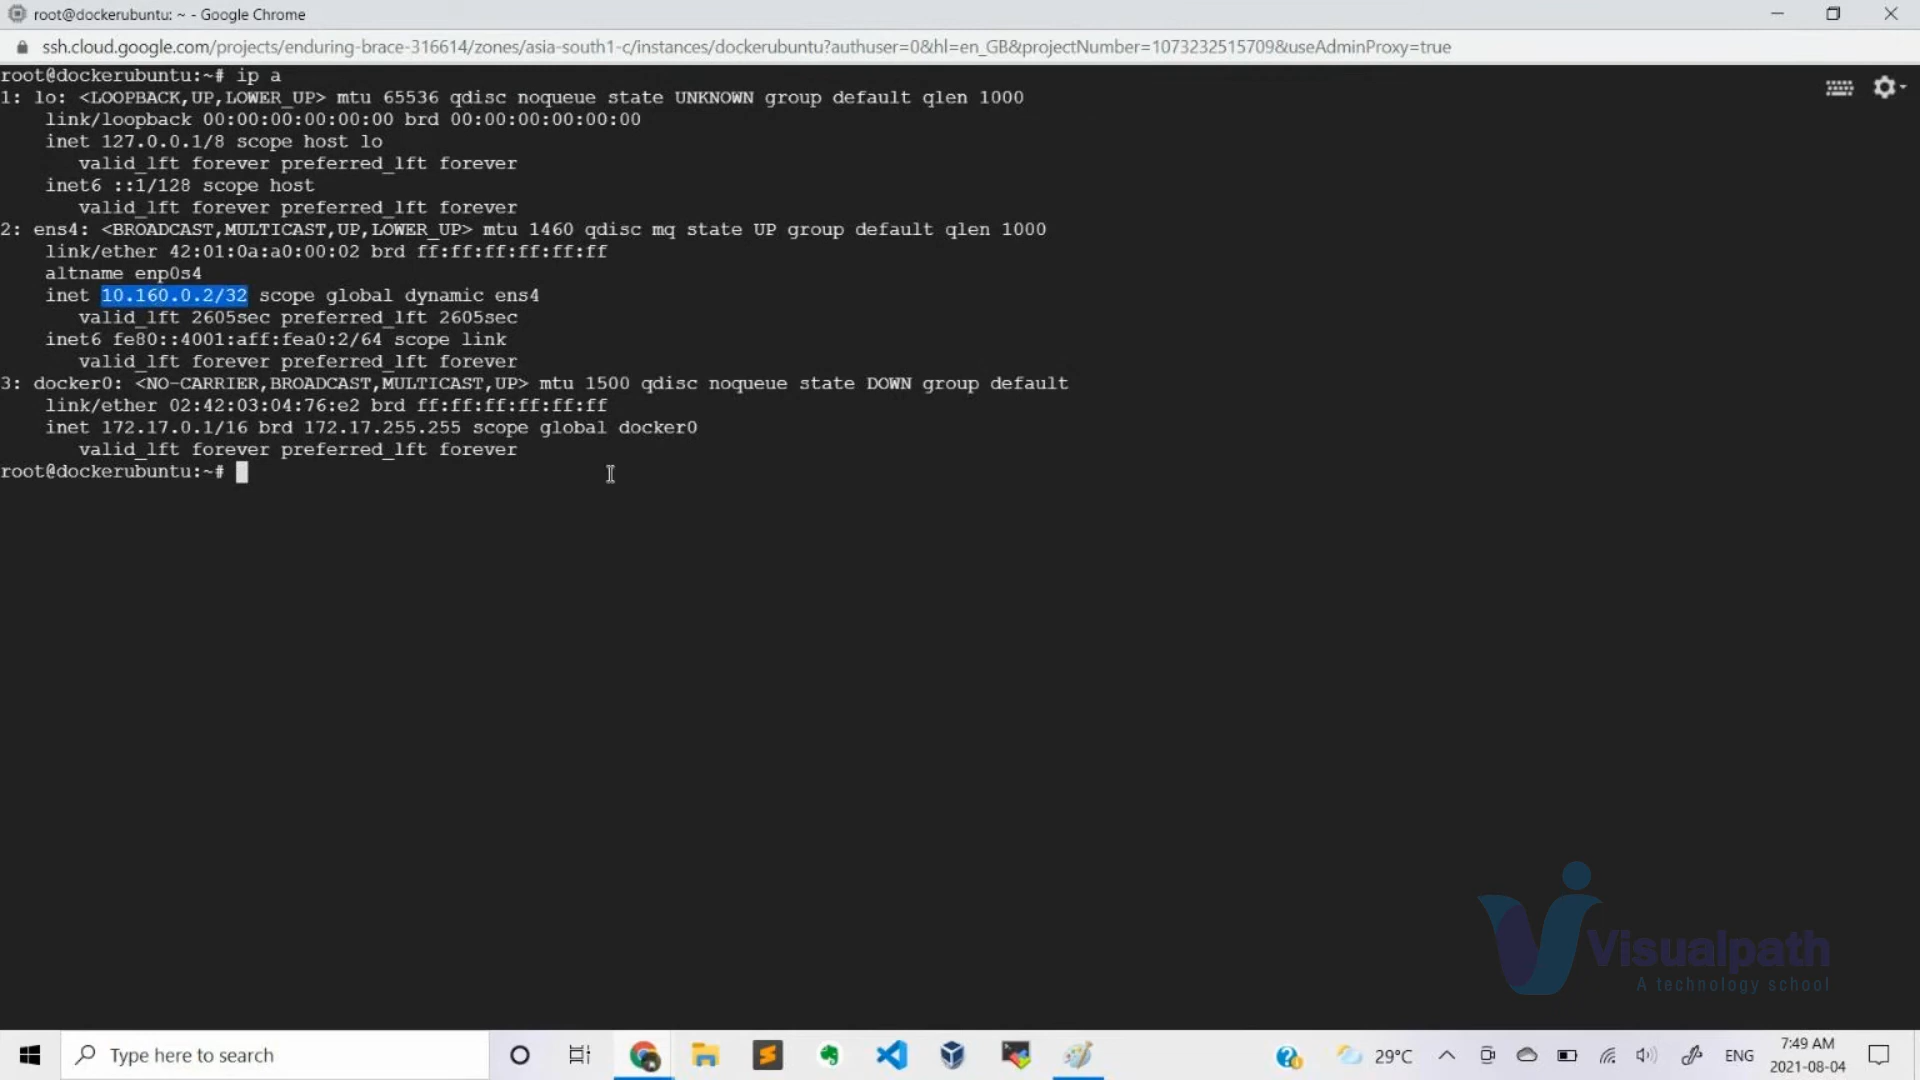 root@dockerubuntu: ~ - Google Chrome
ssh.cloud.google.com/projects/enduring-brace-316614/zones/asia-south1-c/instances/dockerubuntu?authuser=0&hl=en_GB&projectNumber=1073232515709&useAdminProxy=true
root@dockerubuntu:~# ip a
1: lo: <LOOPBACK,UP,LOWER_UP> mtu 65536 qdisc noqueue state UNKNOWN group default qlen 1000
link/loopback 00:00:00:00:00:00 brd 00:00:00:00:00:00
inet 127.0.0.1/8 scope host lo
valid_lft forever preferred_lft forever
inet6 ::1/128 scope host
valid_lft forever preferred_lft forever
2: ens4: <BROADCAST,MULTICAST,UP,LOWER_UP> mtu 1460 qdisc mq state UP group default qlen 1000
link/ether 42:01:0a:a0:00:02 brd ff:ff:ff:ff:ff:ff
altname enp0s4
inet 10.160.0.2/32 scope global dynamic ens4
valid_lft 2605sec preferred_lft 2605sec
inet6 fe80::4001:aff:fea0:2/64 scope link
valid_lft forever preferred_lft forever
3: docker0: <NO-CARRIER,BROADCAST,MULTICAST,UP> mtu 1500 qdisc noqueue state DOWN group default
link/ether 02:42:03:04:76:e2 brd ff:ff:ff:ff:ff:ff
inet 172.17.0.1/16 brd 172.17.255.255 scope global docker0
valid_lft forever preferred_lft forever
root@dockerubuntu:~#
Visualpath
A technology school
Type here to search
29°C
ENG
7:49 AM
2021-08-04